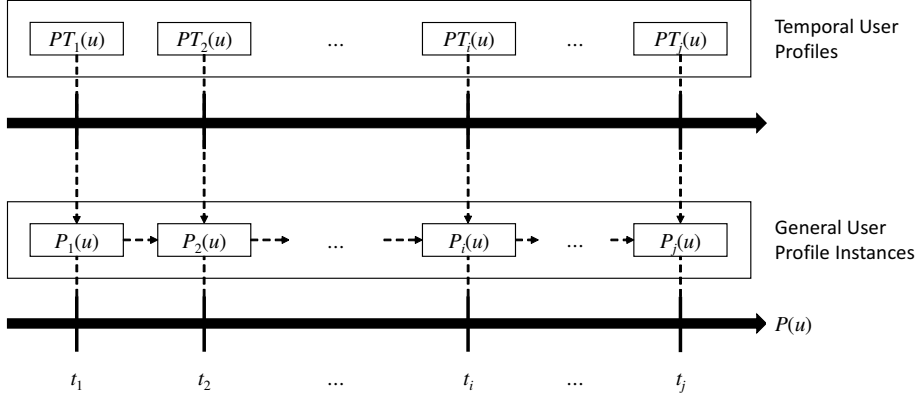 PT₁(u) PT₂(u) ... PTᵢ(u) ... PTⱼ(u) Temporal User
Profiles
P₁(u) P₂(u) ... Pᵢ(u) ... Pⱼ(u) General User
Profile Instances
P(u)
t₁ t₂ ... tᵢ ... tⱼ